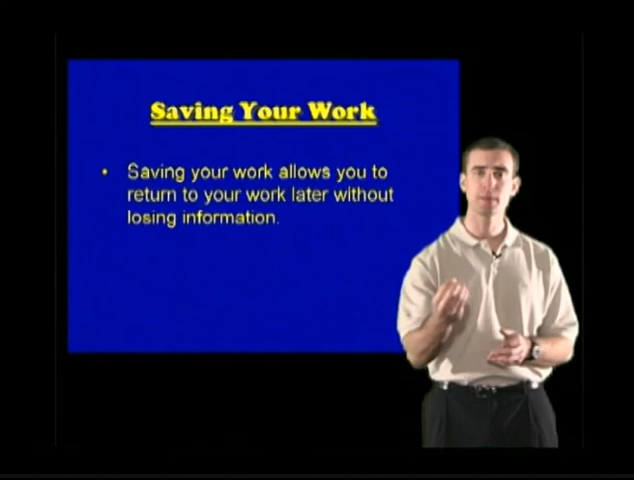 Saving Your Work
• Saving your work allows you to
return to your work later without
losing information.